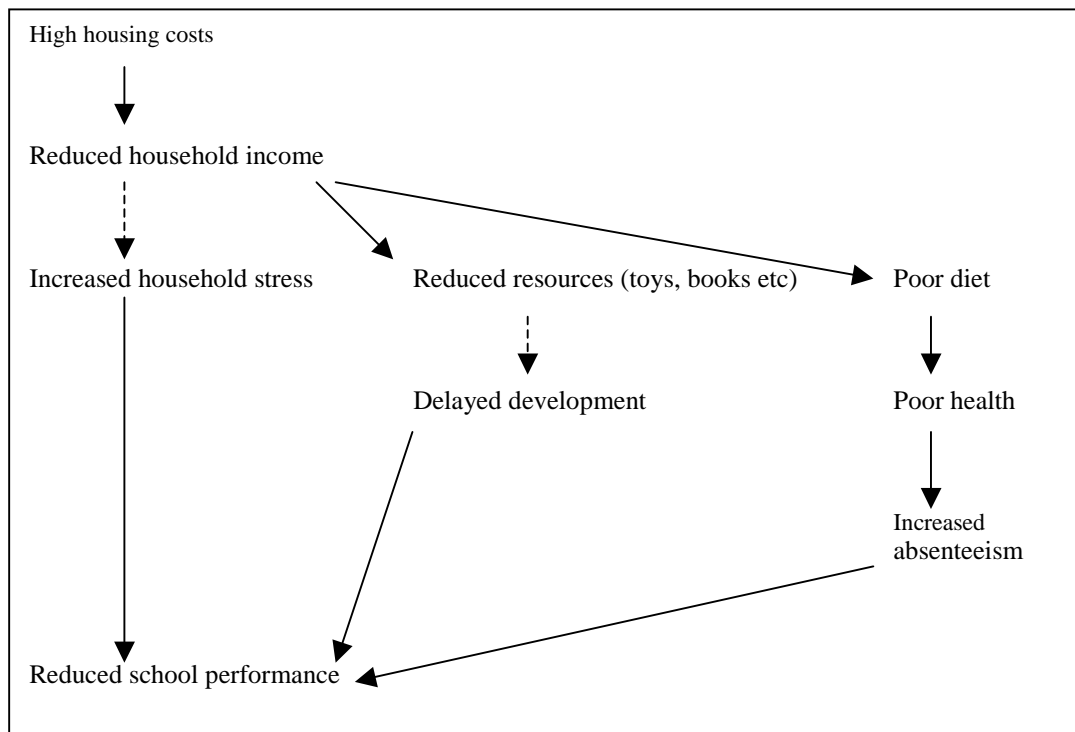 High housing costs
Reduced household income
Increased household stress
Reduced resources (toys, books etc)
Poor diet
Delayed development
Poor health
Increased
absenteeism
Reduced school performance